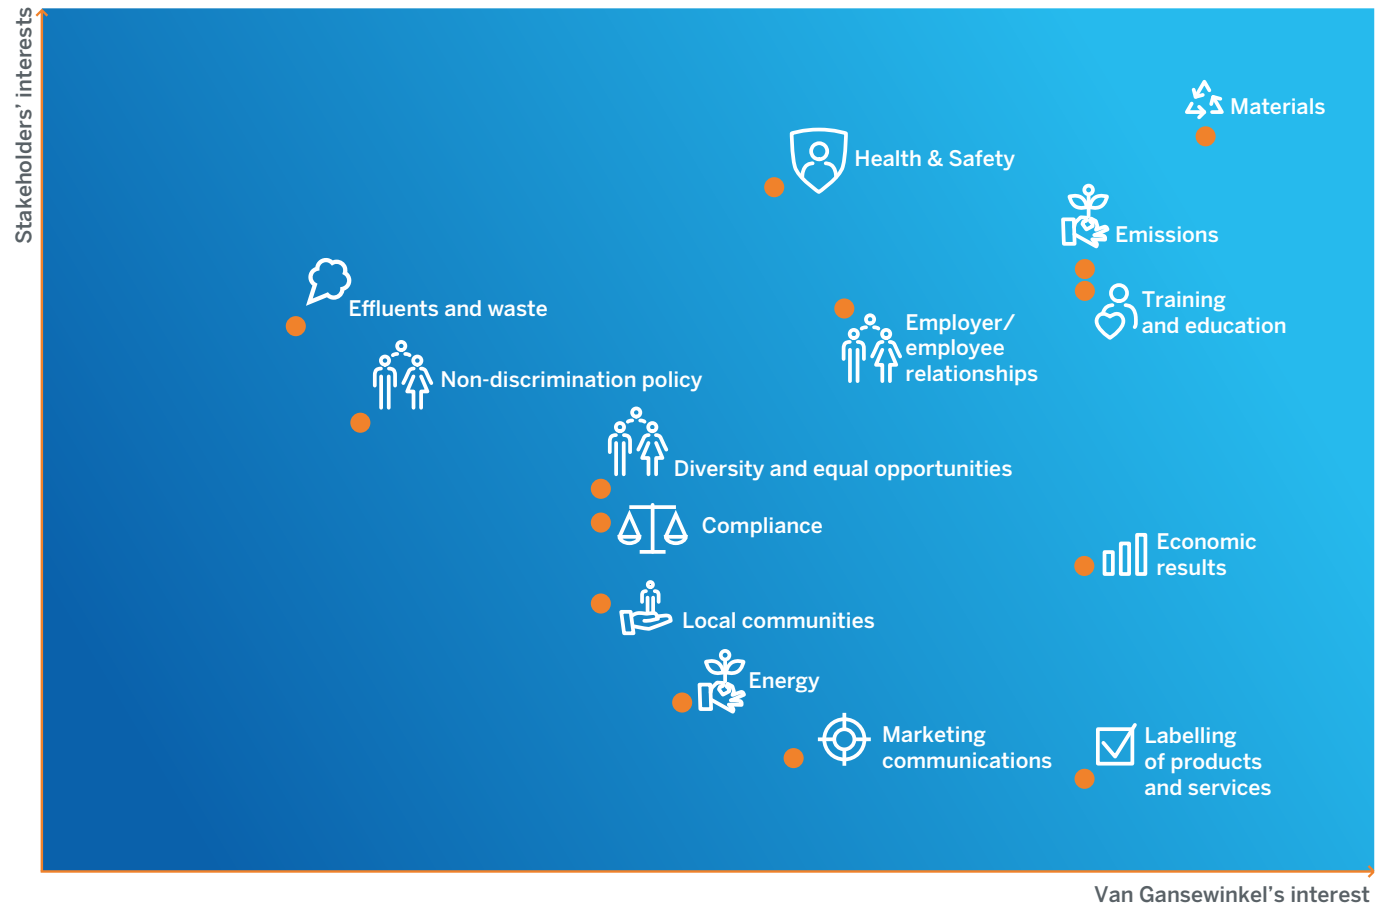 Stakeholders' interests
Materials
Health & Safety
Emissions
Effluents and waste
Training
and education
Employer/
employee
relationships
Non-discrimination policy
Diversity and equal opportunities
Compliance
Economic
results
Local communities
Energy
Marketing
communications
Labelling
of products
and services
Van Gansewinkel's interest